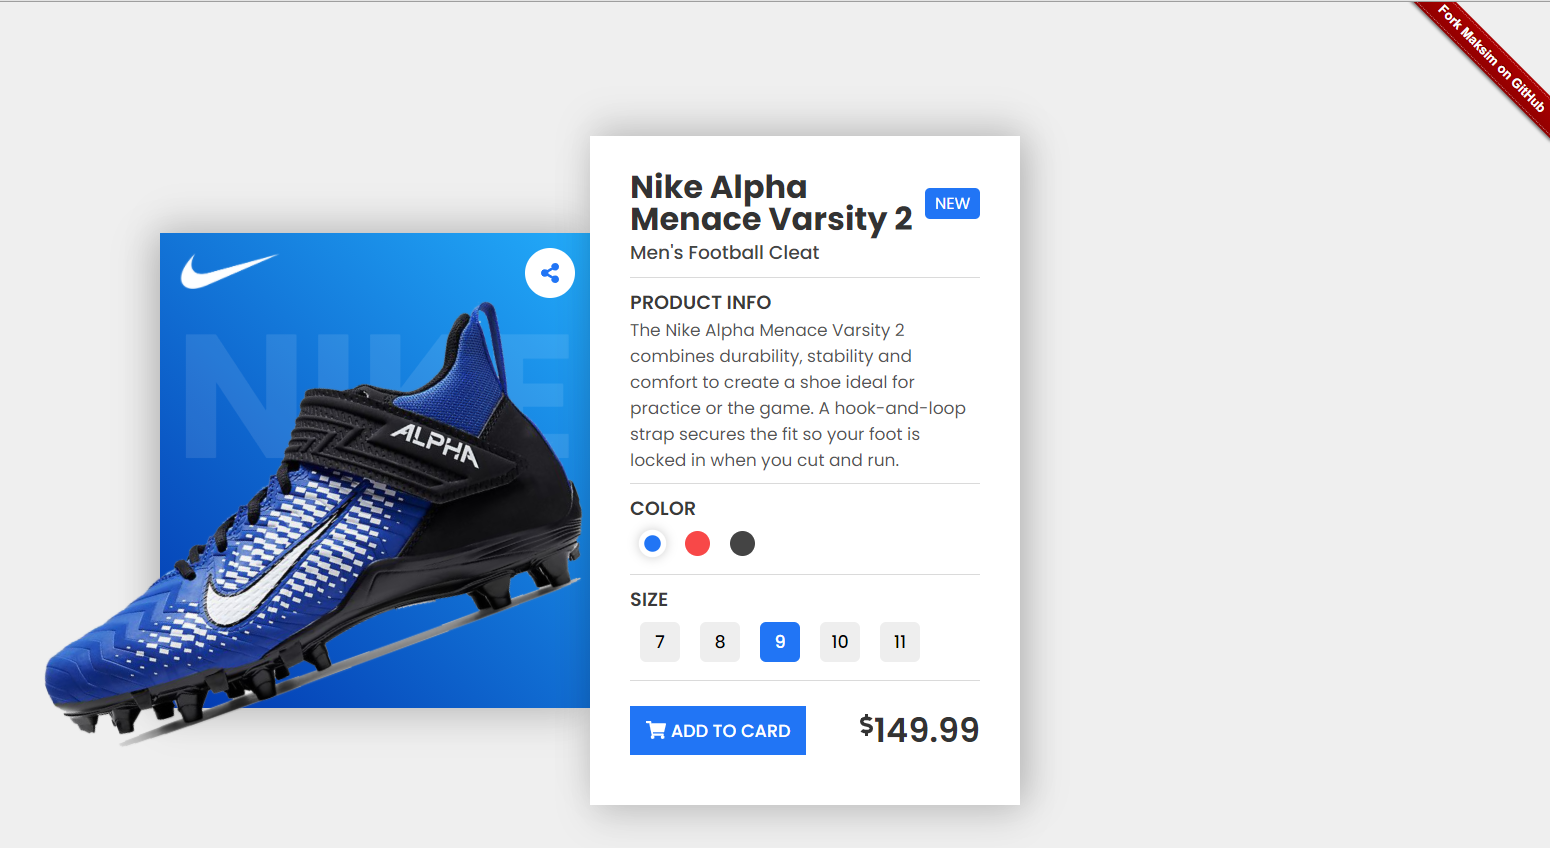 Fork Maksim on GitHub
NIKE
ALPHA
Nike Alpha
Menace Varsity 2
NEW
Men's Football Cleat
PRODUCT INFO
The Nike Alpha Menace Varsity 2
combines durability, stability and
comfort to create a shoe ideal for
practice or the game. A hook-and-loop
strap secures the fit so your foot is
locked in when you cut and run.
COLOR
SIZE
7 8 9 10 11
ADD TO CARD
$149.99